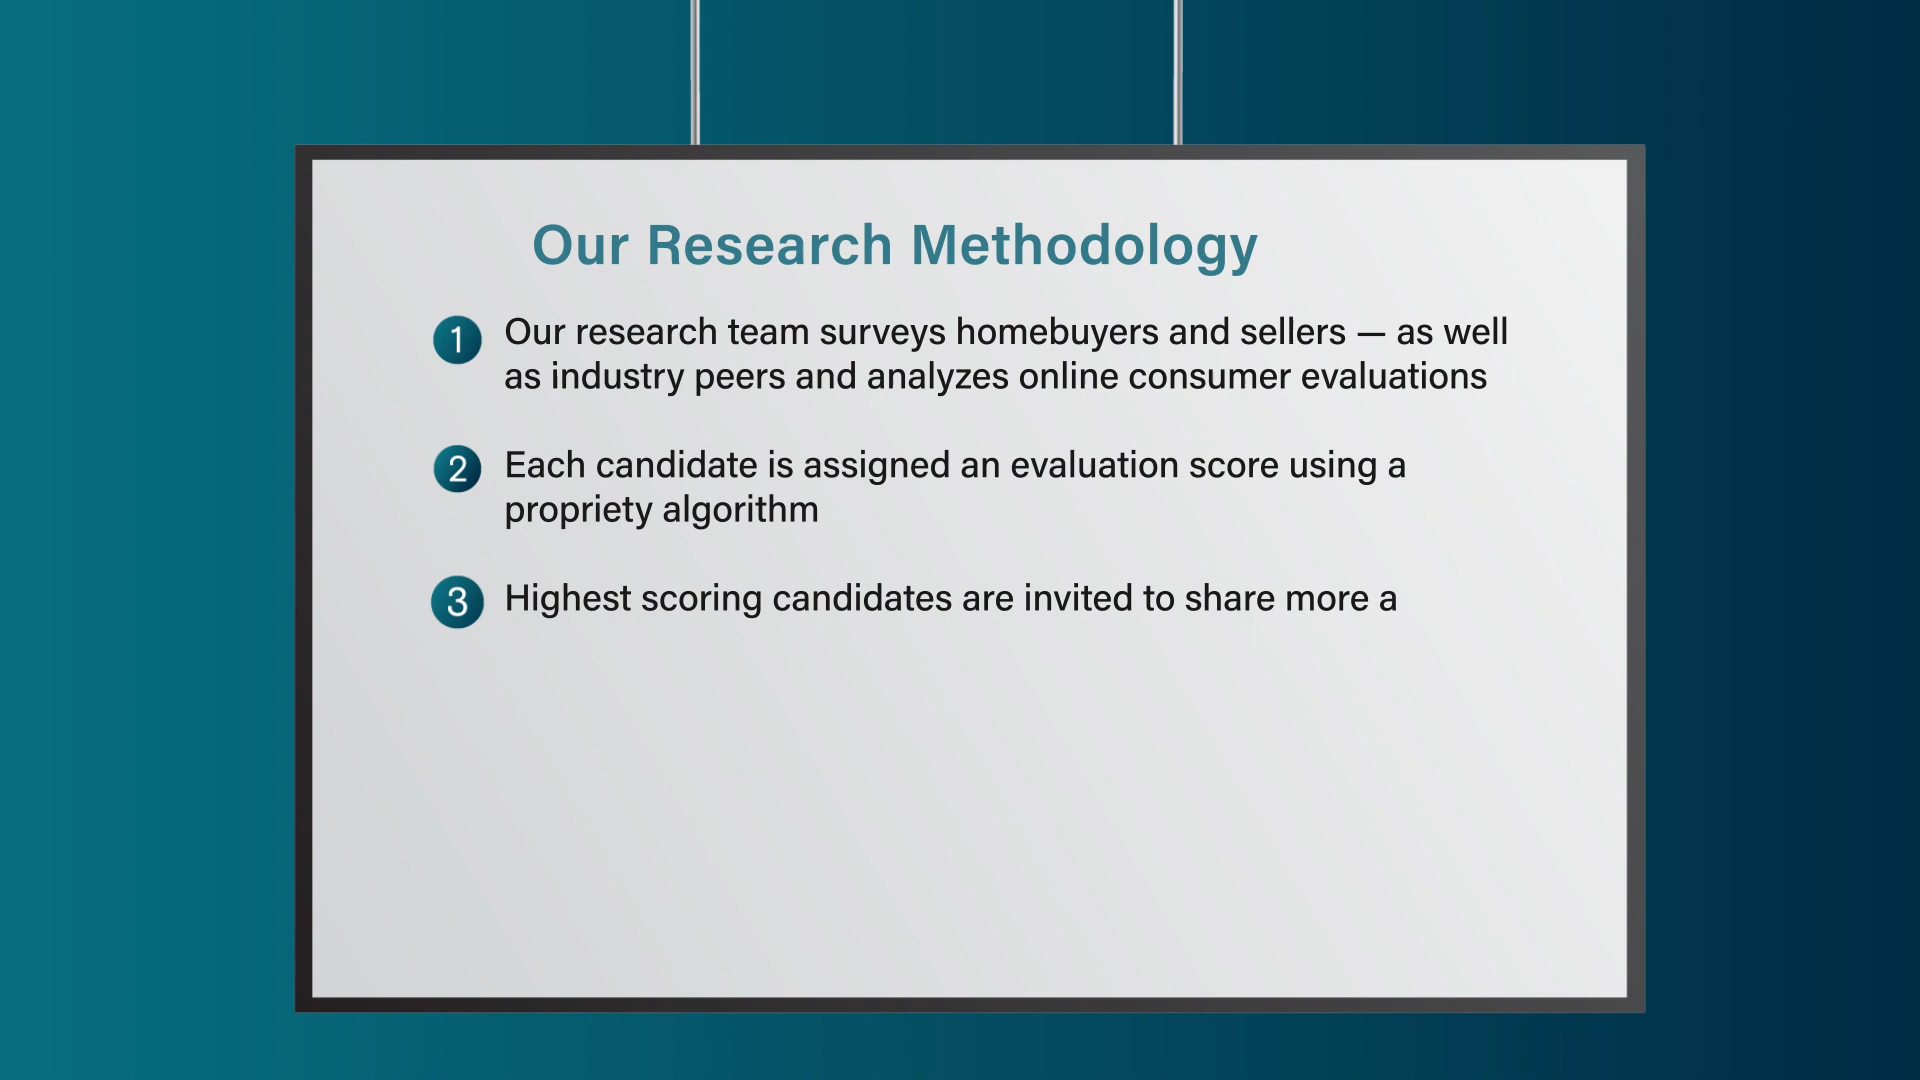 Our Research Methodology
1 Our research team surveys homebuyers and sellers — as well
as industry peers and analyzes online consumer evaluations
2 Each candidate is assigned an evaluation score using a
propriety algorithm
3 Highest scoring candidates are invited to share more a